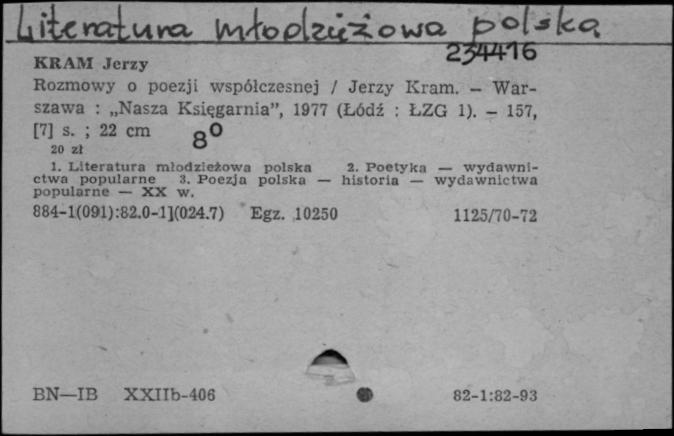 Literatura młodzieżowa polska
234416
KRAM Jerzy
Rozmowy o poezji współczesnej / Jerzy Kram. – War-
szawa : „Nasza Księgarnia”, 1977 (Łódź : ŁZG 1). – 157,
[7] s. ; 22 cm 8⁰
20 zł
1. Literatura młodzieżowa polska 2. Poetyka — wydawni-
ctwa popularne 3. Poezja polska — historia — wydawnictwa
popularne — XX w.
884-1(091):82.0-1](024.7) Egz. 10250 1125/70-72
BN—IB XXIIb-406 82-1:82-93